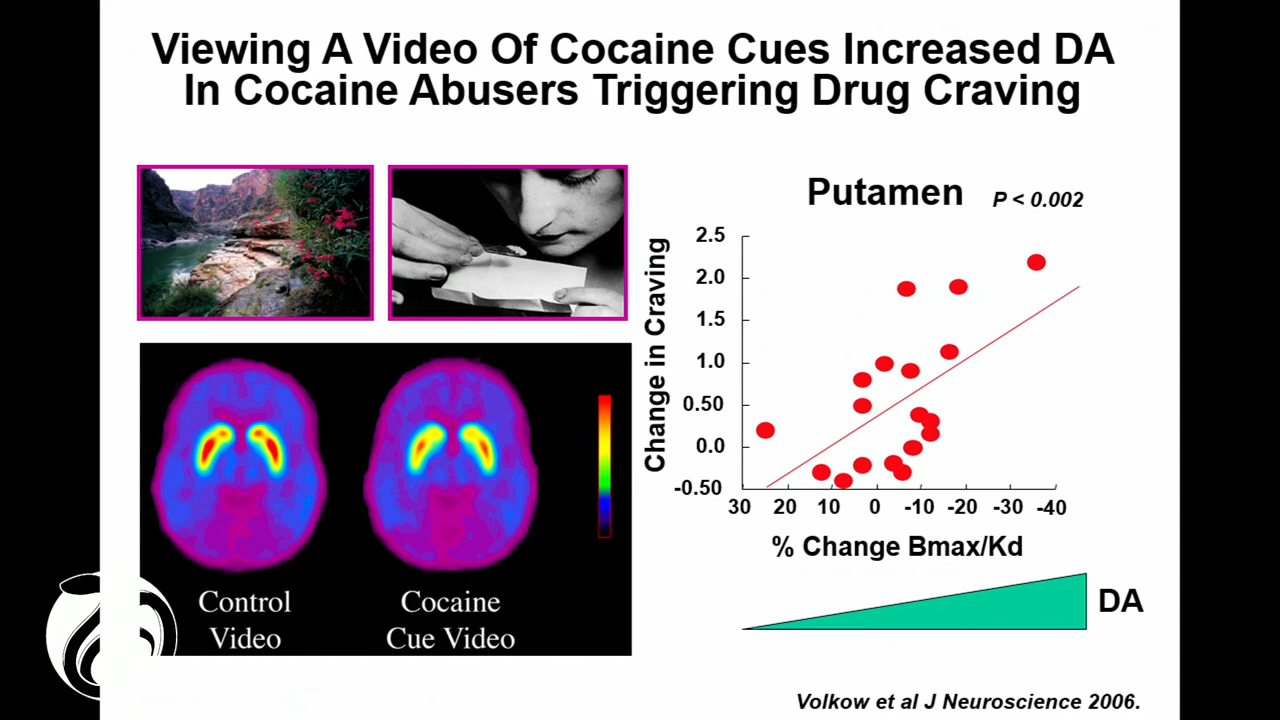 Viewing A Video Of Cocaine Cues Increased DA
In Cocaine Abusers Triggering Drug Craving
Putamen P < 0.002
Change in Craving
2.5
2.0
1.5
1.0
0.50
0.0
-0.50
30 20 10 0 -10 -20 -30 -40
% Change Bmax/Kd
DA
Control
Video
Cocaine
Cue Video
Volkow et al J Neuroscience 2006.